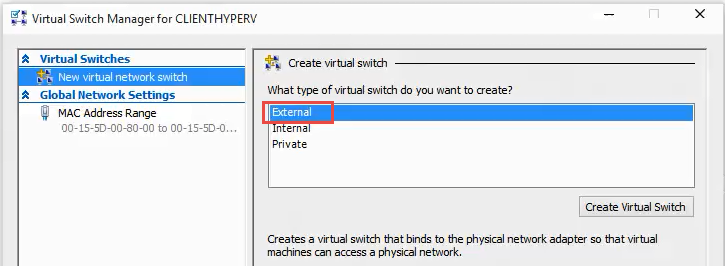 Virtual Switch Manager for CLIENTHYPERV
Virtual Switches
New virtual network switch
Global Network Settings
MAC Address Range
00-15-5D-00-80-00 to 00-15-5D-0...
Create virtual switch
What type of virtual switch do you want to create?
External
Internal
Private
Create Virtual Switch
Creates a virtual switch that binds to the physical network adapter so that virtual
machines can access a physical network.